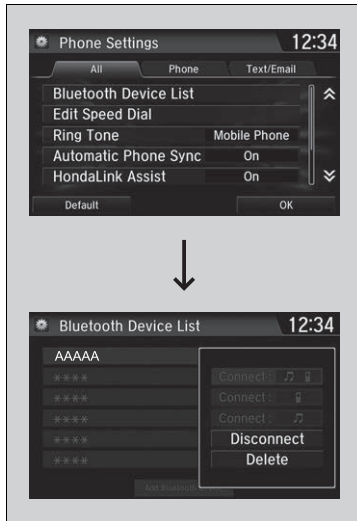 Phone Settings 12:34
All Phone Text/Email
Bluetooth Device List
Edit Speed Dial
Ring Tone Mobile Phone
Automatic Phone Sync On
HondaLink Assist On
Default OK
Bluetooth Device List 12:34
AAAAA
**** Connect :
**** Connect :
**** Connect :
**** Disconnect
**** Delete
Add Bluetooth